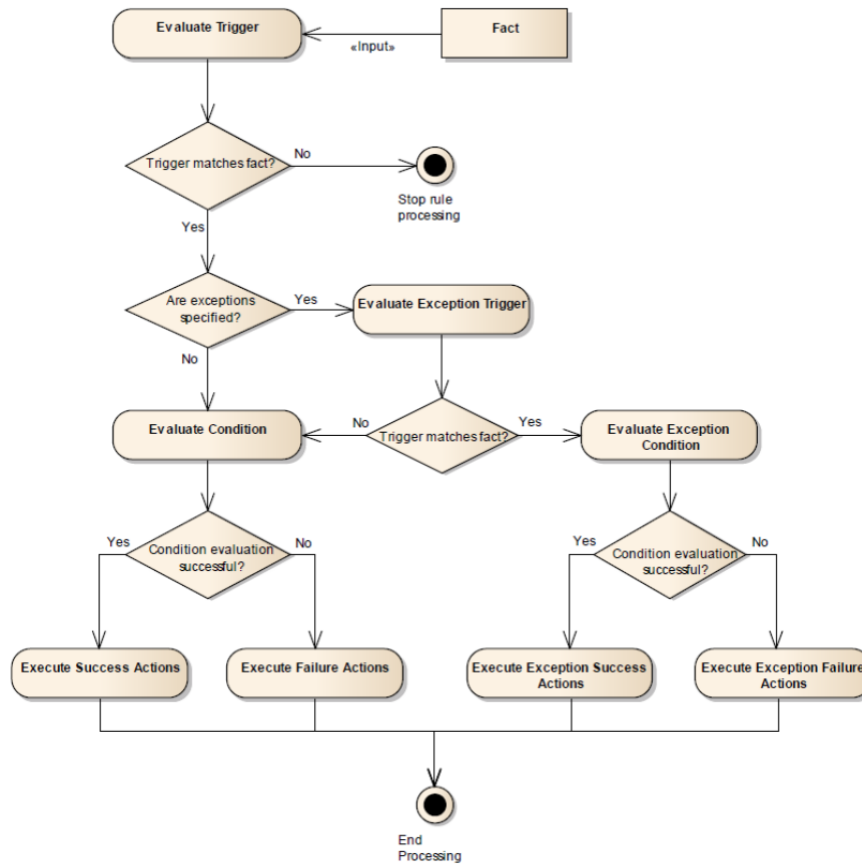 Evaluate Trigger
Fact
«Input»
Trigger matches fact?
No
Stop rule
processing
Yes
Are exceptions
specified?
Yes
Evaluate Exception Trigger
No
Evaluate Condition
No
Trigger matches fact?
Yes
Evaluate Exception
Condition
Yes
Condition evaluation
successful?
No
Yes
Condition evaluation
successful?
No
Execute Success Actions
Execute Failure Actions
Execute Exception Success
Actions
Execute Exception Failure
Actions
End
Processing